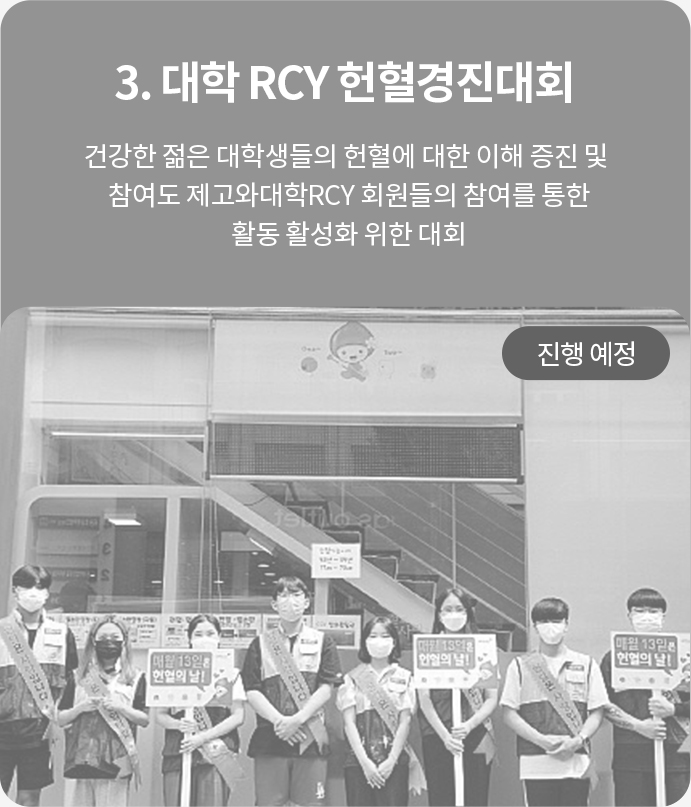 3. 대학 RCY 헌혈경진대회
건강한 젊은 대학생들의 헌혈에 대한 이해 증진 및
참여도 제고와대학RCY 회원들의 참여를 통한
활동 활성화 위한 대회
진행 예정
매월 13일은
헌혈의 날!
매월 13일은
헌혈의 날!
매월 13일은
헌혈의 날!